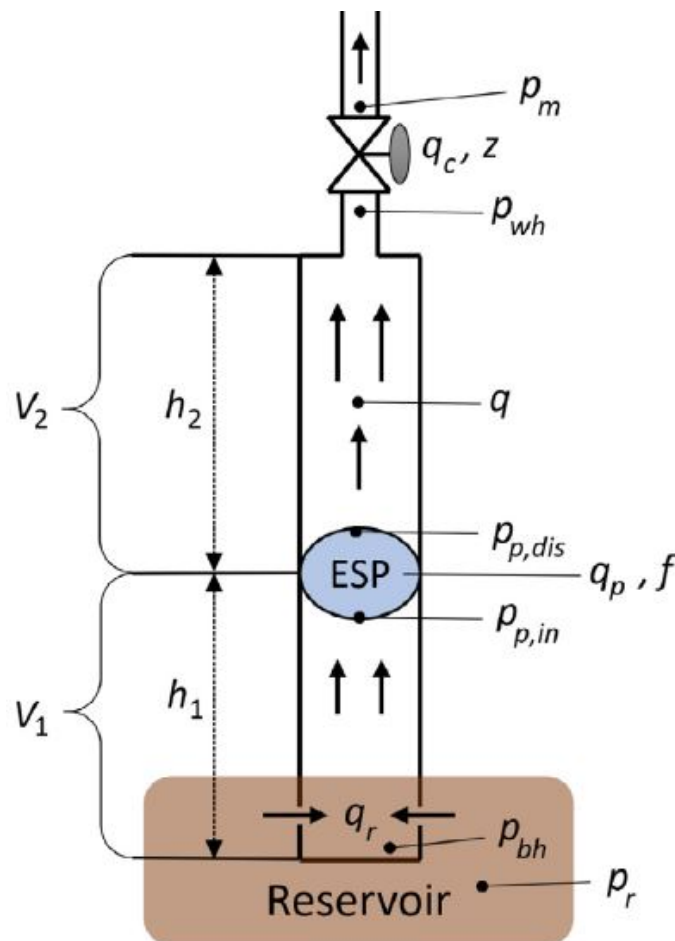 p_m
q_c , z
p_wh
V_2
h_2
q
p_p,dis
ESP
q_p , f
p_p,in
V_1
h_1
q_r
p_bh
Reservoir
p_r